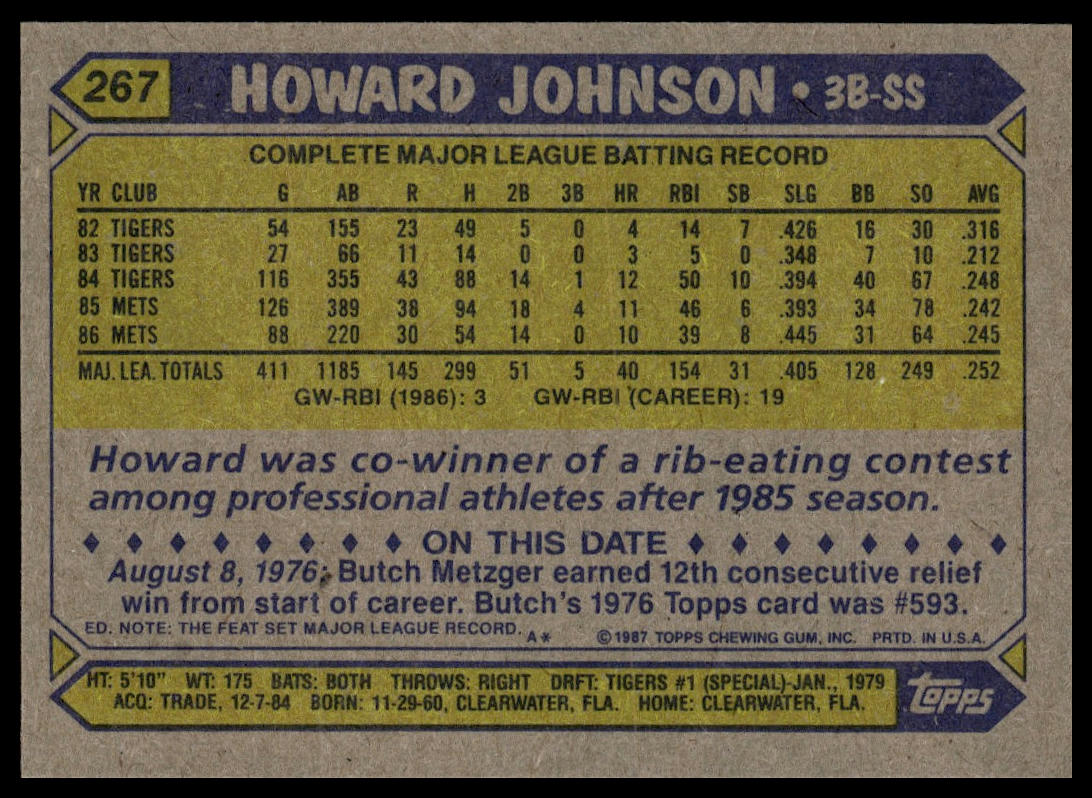 267 HOWARD JOHNSON • 3B-SS
COMPLETE MAJOR LEAGUE BATTING RECORD
YR CLUB G AB R H 2B 3B HR RBI SB SLG BB SO AVG
82 TIGERS 54 155 23 49 5 0 4 14 7 .426 16 30 .316
83 TIGERS 27 66 11 14 0 0 3 5 0 .348 7 10 .212
84 TIGERS 116 355 43 88 14 1 12 50 10 .394 40 67 .248
85 METS 126 389 38 94 18 4 11 46 6 .393 34 78 .242
86 METS 88 220 30 54 14 0 10 39 8 .445 31 64 .245
MAJ. LEA. TOTALS 411 1185 145 299 51 5 40 154 31 .405 128 249 .252
GW-RBI (1986): 3 GW-RBI (CAREER): 19
Howard was co-winner of a rib-eating contest
among professional athletes after 1985 season.
♦ ♦ ♦ ♦ ♦ ♦ ♦ ♦ ON THIS DATE ♦ ♦ ♦ ♦ ♦ ♦ ♦ ♦
August 8, 1976: Butch Metzger earned 12th consecutive relief
win from start of career. Butch's 1976 Topps card was #593.
ED. NOTE: THE FEAT SET MAJOR LEAGUE RECORD. A* ©1987 TOPPS CHEWING GUM, INC. PRTD. IN U.S.A.
HT: 5'10" WT: 175 BATS: BOTH THROWS: RIGHT DRFT: TIGERS #1 (SPECIAL)-JAN., 1979
ACQ: TRADE, 12-7-84 BORN: 11-29-60, CLEARWATER, FLA. HOME: CLEARWATER, FLA.
topps